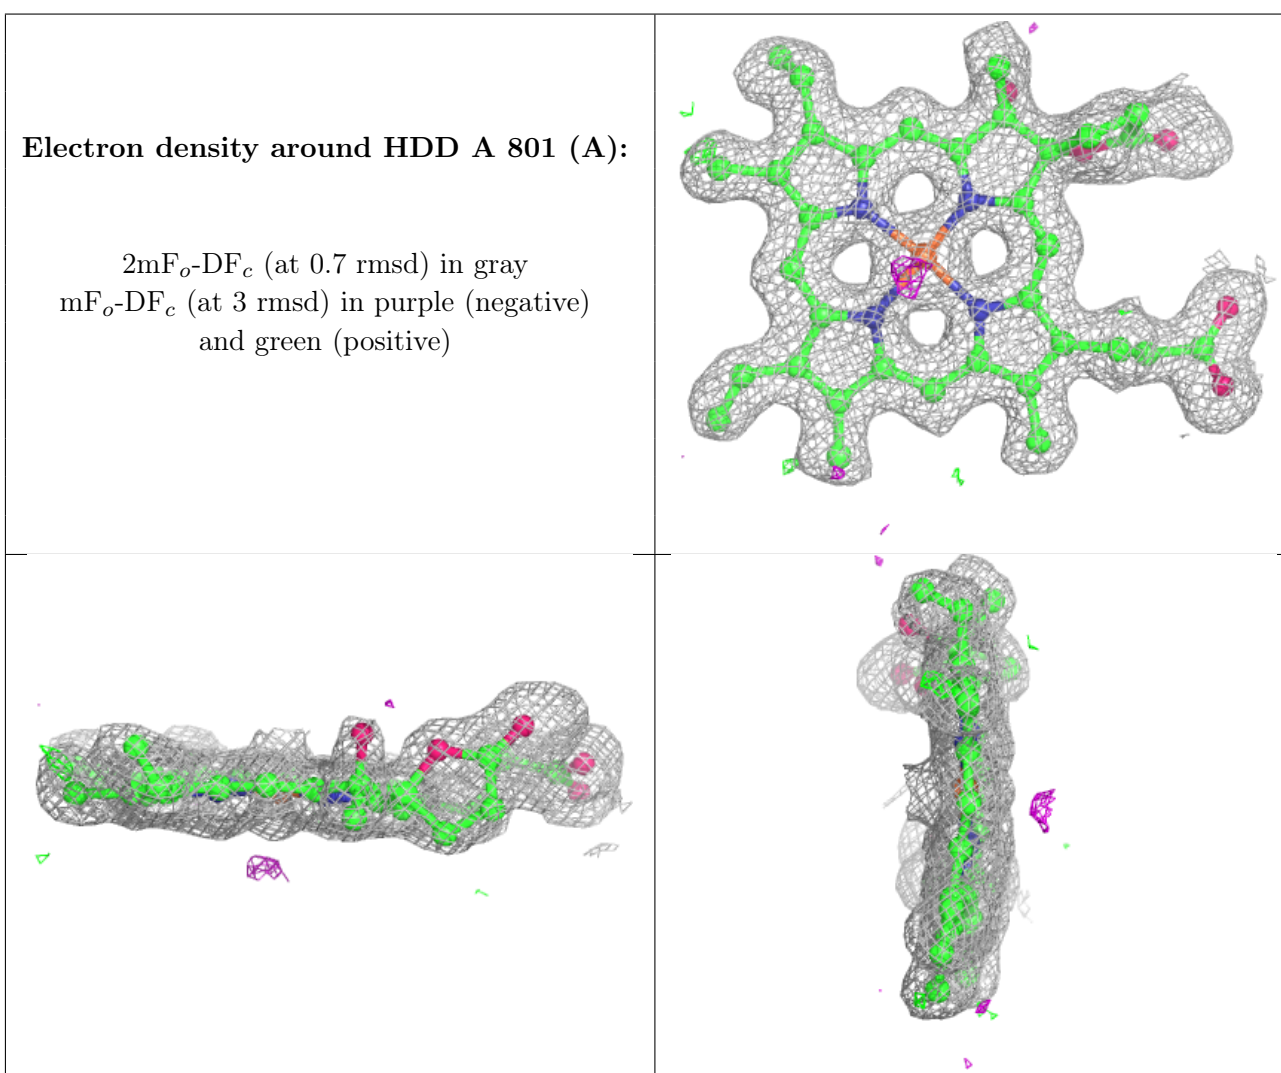 Electron density around HDD A 801 (A):
2mFo-DFc (at 0.7 rmsd) in gray
mFo-DFc (at 3 rmsd) in purple (negative)
and green (positive)